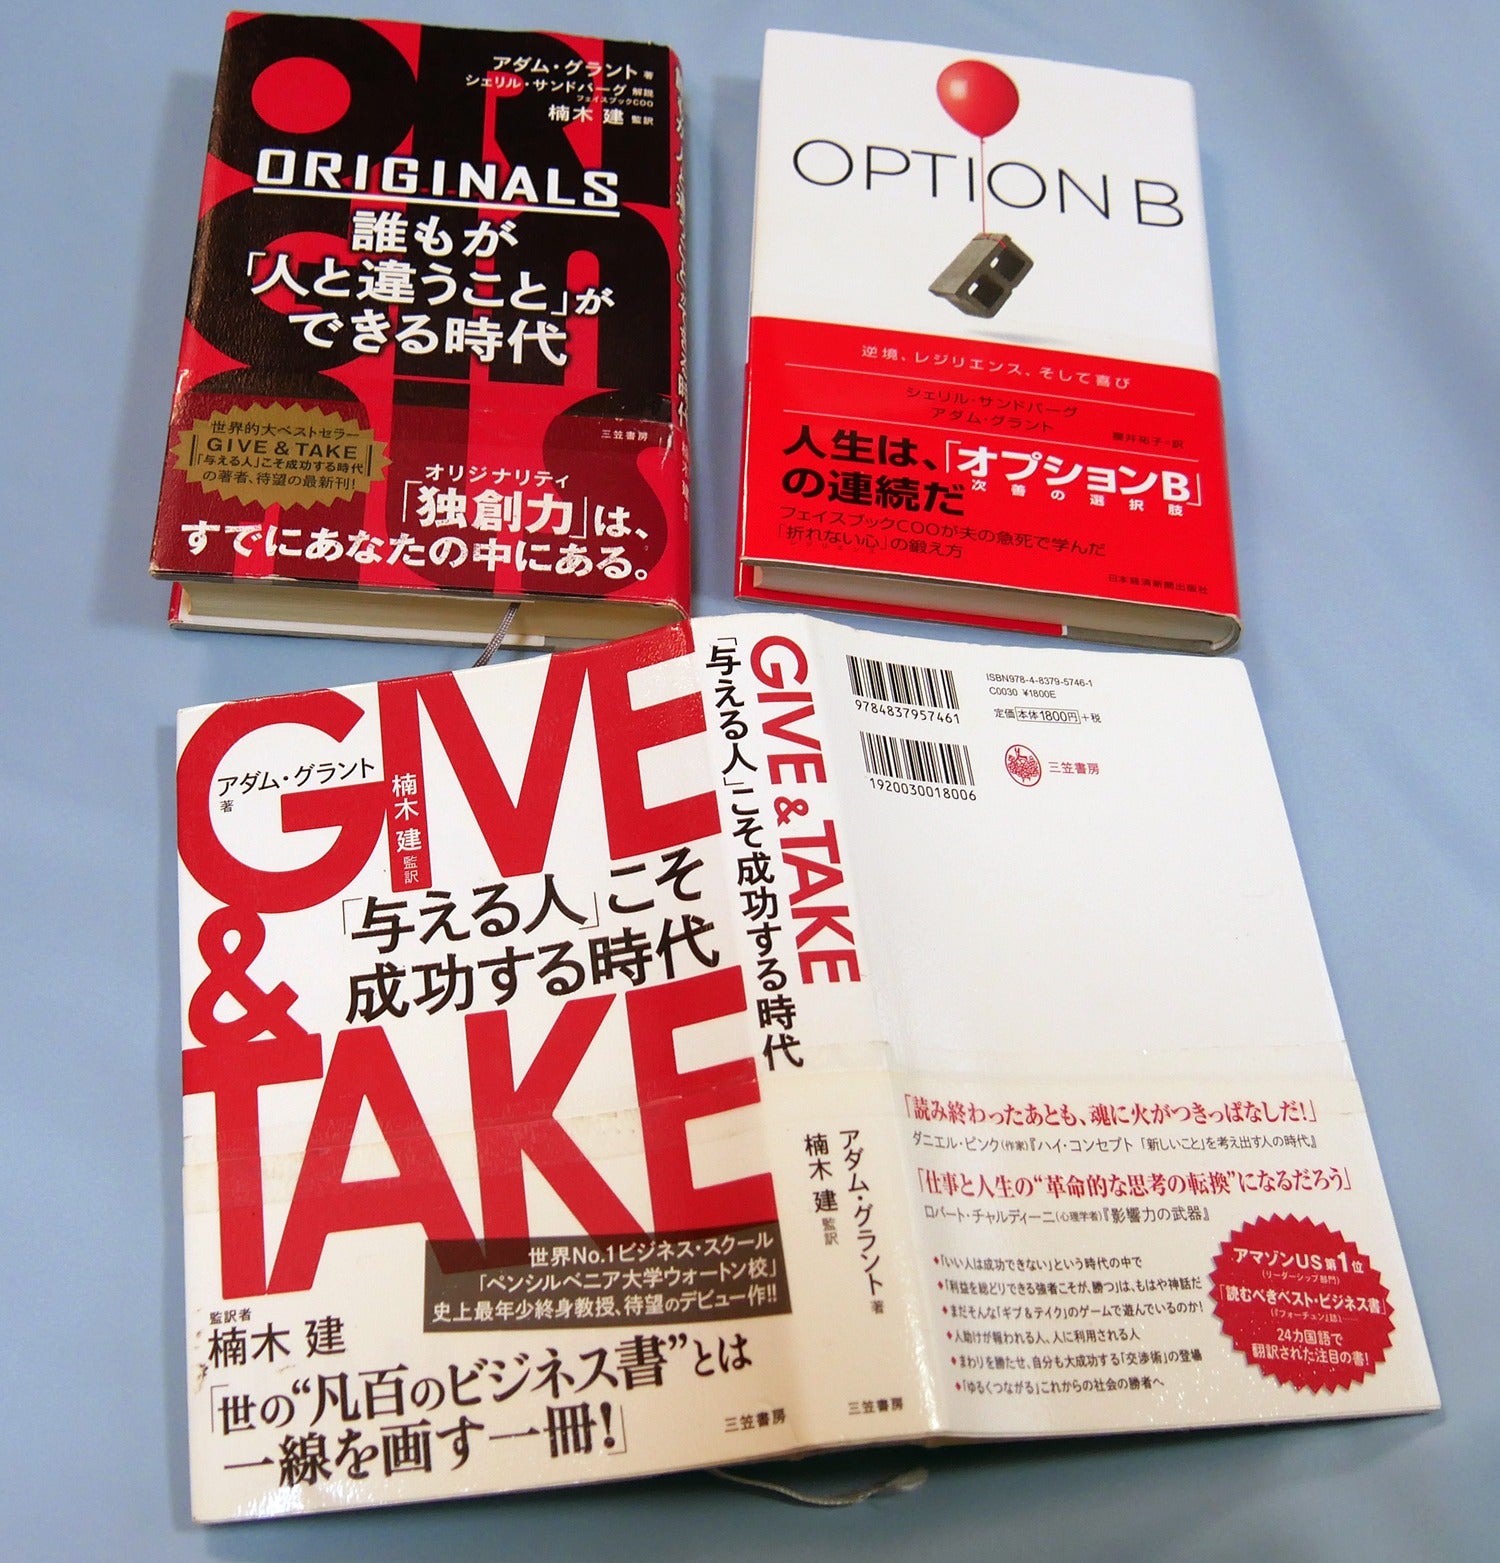 アダム・グラント 著
シェリル・サンドバーグ 解説
フェイスブックCOO
楠木 建 監訳
ORIGINALS
誰もが
「人と違うこと」が
できる時代
三笠書房
世界的大ベストセラー
GIVE & TAKE
「与える人」こそ成功する時代
の著者、待望の最新刊!
オリジナリティ
「独創力」は、
すでにあなたの中にある。
OPTION B
逆境、レジリエンス、そして喜び
シェリル・サンドバーグ
アダム・グラント
櫻井祐子・訳
人生は、「オプションB」
次善の選択肢
の連続だ
フェイスブックCOOが夫の急死で学んだ
「折れない心」の鍛え方
日本経済新聞出版社
GIVE
&
TAKE
アダム・グラント
著
楠木 建 監訳
「与える人」こそ
成功する時代
世界No.1ビジネス・スクール
「ペンシルベニア大学ウォートン校」
史上最年少終身教授、待望のデビュー作!!
監訳者
楠木 建
「世の“凡百のビジネス書”とは
一線を画す一冊!」
三笠書房
GIVE & TAKE
「与える人」こそ成功する時代
アダム・グラント 著
楠木 建 監訳
三笠書房
9784837957461
ISBN978-4-8379-5746-1
C0030 ¥1800E
定価 本体1800円 +税
1920030018006
三笠書房
「読み終わったあとも、魂に火がつきっぱなしだ!」
ダニエル・ピンク(作家)『ハイ・コンセプト 「新しいこと」を考え出す人の時代』
「仕事と人生の“革命的な思考の転換”になるだろう」
ロバート・チャルディーニ(心理学者)『影響力の武器』
◆「いい人は成功できない」という時代の中で
◆「利益を総どりできる強者こそが、勝つ」は、もはや神話だ
◆まだそんな「ギブ&テイク」のゲームで遊んでいるのか!
◆人助けが報われる人、人に利用される人
◆まわりを勝たせ、自分も大成功する「交渉術」の登場
◆「ゆるくつながる」これからの社会の勝者へ
アマゾンUS第1位
(リーダーシップ部門)
「読むべきベスト・ビジネス書」
(『フォーチュン』誌)
24カ国語で
翻訳された注目の書!